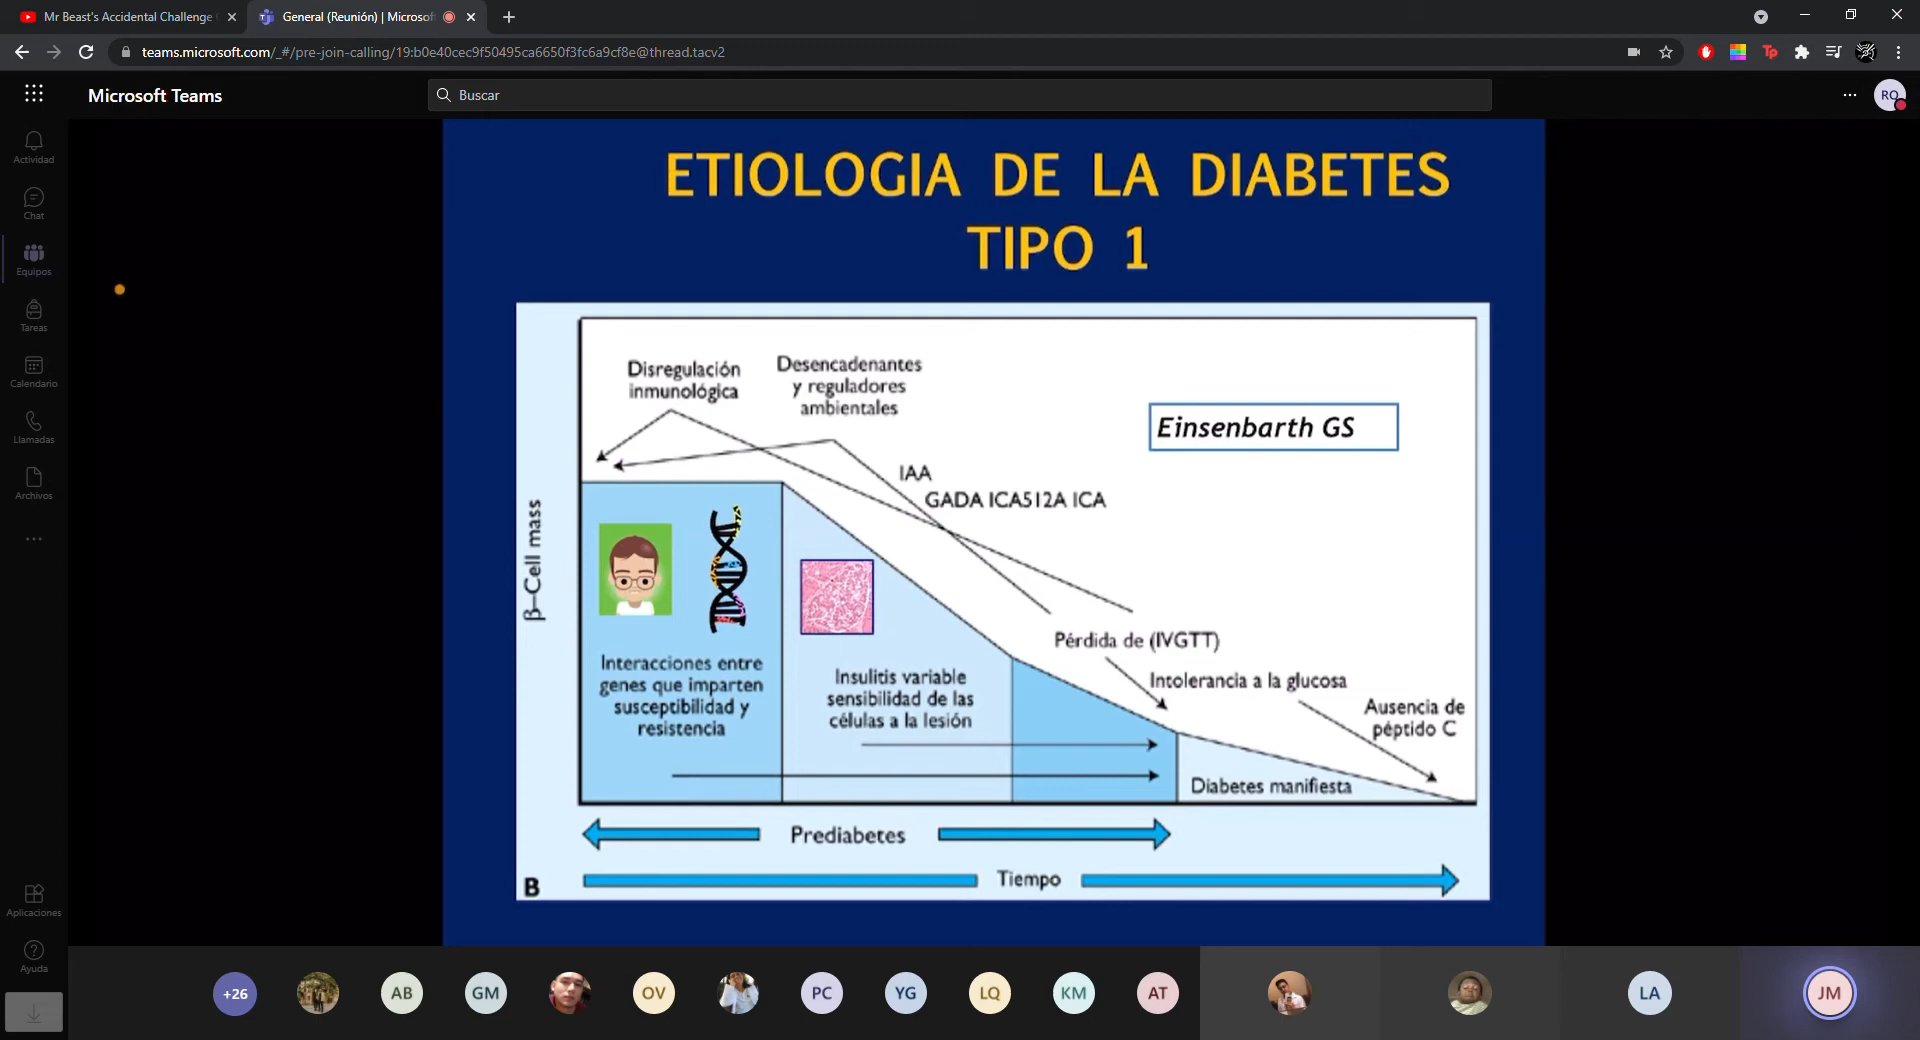 Mr Beast's Accidental Challenge
General (Reunión) | Microsof
teams.microsoft.com/_#/pre-join-calling/19:b0e40cec9f50495ca6650f3fc6a9cf8e@thread.tacv2
Microsoft Teams
Buscar
RO
Actividad
Chat
Equipos
Tareas
Calendario
Llamadas
Archivos
Aplicaciones
Ayuda
ETIOLOGIA DE LA DIABETES
TIPO 1
Disregulación
inmunológica
Desencadenantes
y reguladores
ambientales
Einsenbarth GS
IAA
GADA ICA512A ICA
β-Cell mass
Interacciones entre
genes que imparten
susceptibilidad y
resistencia
Insulitis variable
sensibilidad de las
células a la lesión
Pérdida de (IVGTT)
Intolerancia a la glucosa
Ausencia de
péptido C
Diabetes manifiesta
Prediabetes
Tiempo
B
+26
AB
GM
OV
PC
YG
LQ
KM
AT
LA
JM